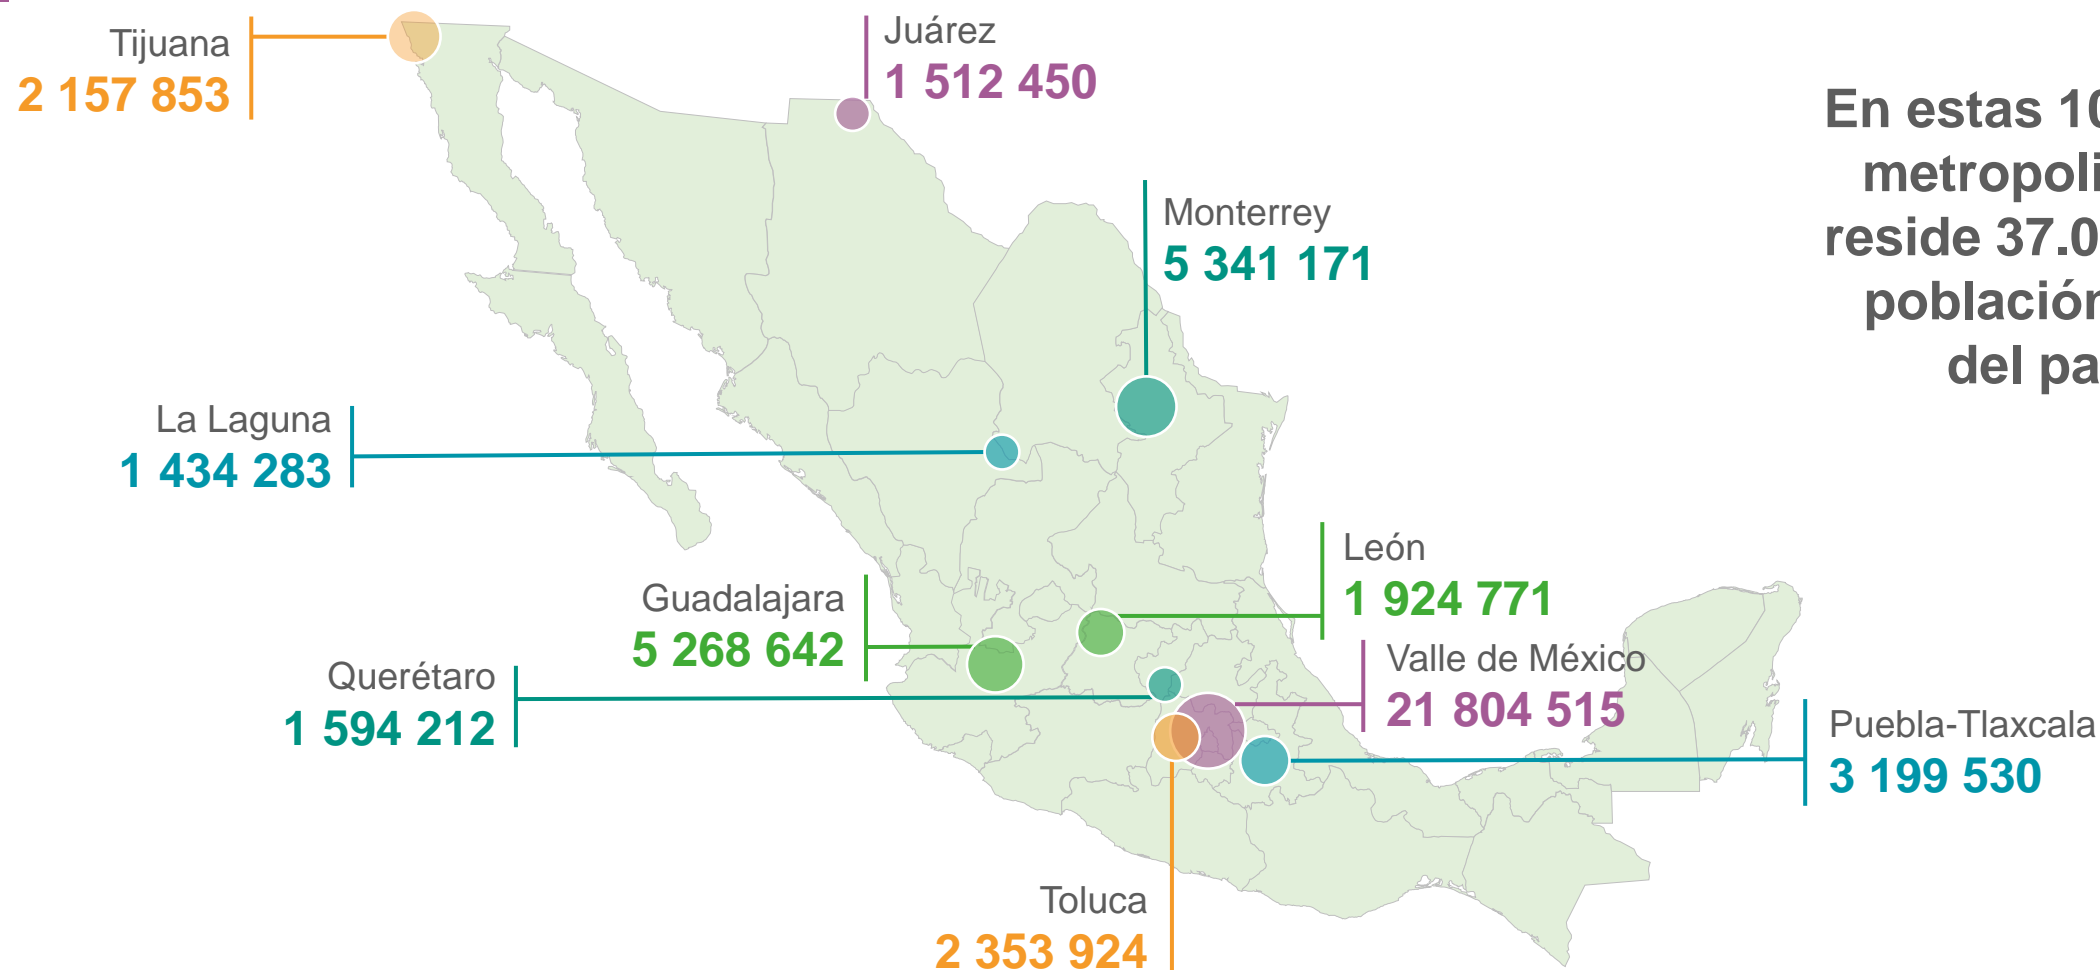 Tijuana
2 157 853
Juárez
1 512 450
Monterrey
5 341 171
La Laguna
1 434 283
León
1 924 771
Guadalajara
5 268 642
Valle de México
21 804 515
Querétaro
1 594 212
Puebla-Tlaxcala
3 199 530
Toluca
2 353 924
En estas 10
metropoli
reside 37.0
población
del pa